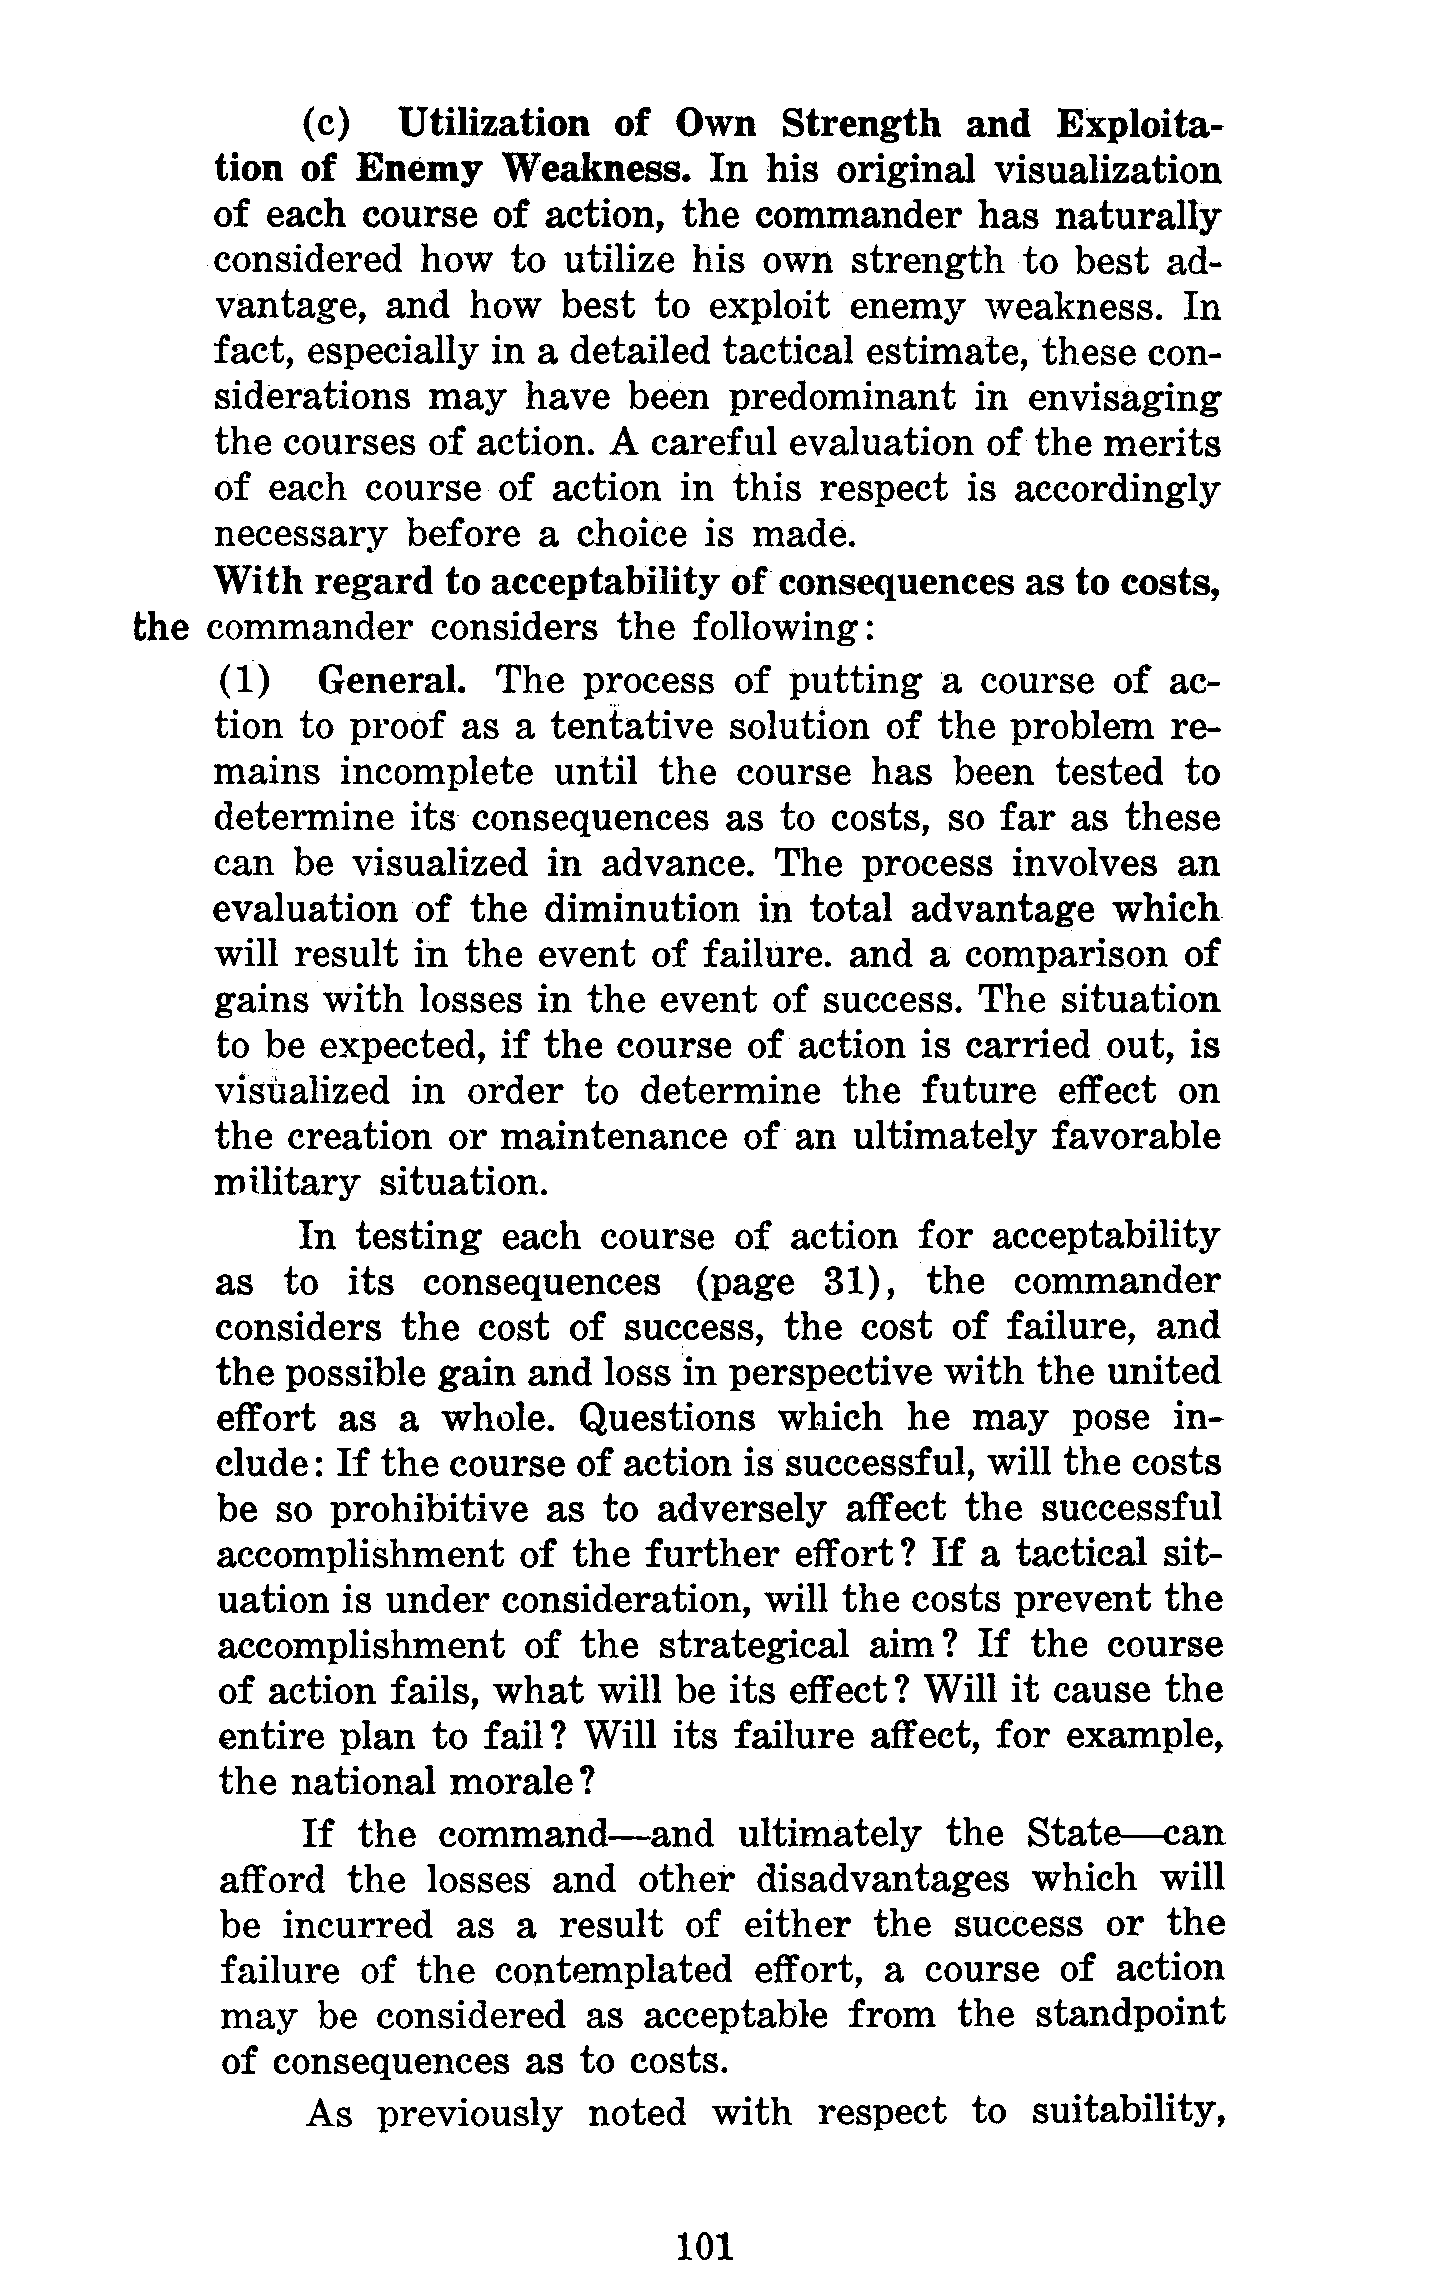 (c) Utilization of Own Strength and Exploita-
tion of Enemy Weakness. In his original visualization
of each course of action, the commander has naturally
considered how to utilize his own strength to best ad-
vantage, and how best to exploit enemy weakness. In
fact, especially in a detailed tactical estimate, these con-
siderations may have been predominant in envisaging
the courses of action. A careful evaluation of the merits
of each course of action in this respect is accordingly
necessary before a choice is made.
With regard to acceptability of consequences as to costs,
the commander considers the following:
(1) General. The process of putting a course of ac-
tion to proof as a tentative solution of the problem re-
mains incomplete until the course has been tested to
determine its consequences as to costs, so far as these
can be visualized in advance. The process involves an
evaluation of the diminution in total advantage which
will result in the event of failure. and a comparison of
gains with losses in the event of success. The situation
to be expected, if the course of action is carried out, is
visualized in order to determine the future effect on
the creation or maintenance of an ultimately favorable
military situation.
In testing each course of action for acceptability
as to its consequences (page 31), the commander
considers the cost of success, the cost of failure, and
the possible gain and loss in perspective with the united
effort as a whole. Questions which he may pose in-
clude: If the course of action is successful, will the costs
be so prohibitive as to adversely affect the successful
accomplishment of the further effort? If a tactical sit-
uation is under consideration, will the costs prevent the
accomplishment of the strategical aim? If the course
of action fails, what will be its effect? Will it cause the
entire plan to fail? Will its failure affect, for example,
the national morale?
If the command—and ultimately the State—can
afford the losses and other disadvantages which will
be incurred as a result of either the success or the
failure of the contemplated effort, a course of action
may be considered as acceptable from the standpoint
of consequences as to costs.
As previously noted with respect to suitability,
101